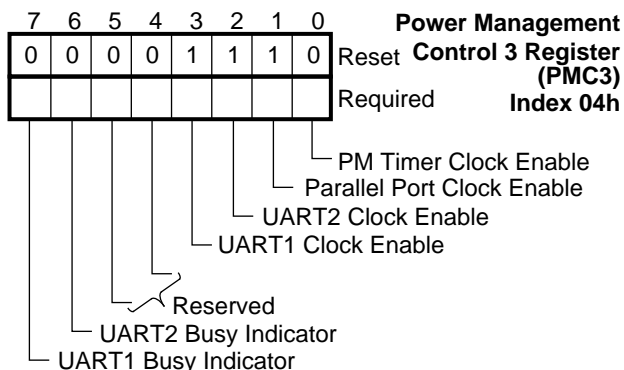 7 6 5 4 3 2 1 0
Power Management
0 0 0 0 1 1 1 0 Reset
Control 3 Register
(PMC3)
Required
Index 04h
PM Timer Clock Enable
Parallel Port Clock Enable
UART2 Clock Enable
UART1 Clock Enable
Reserved
UART2 Busy Indicator
UART1 Busy Indicator